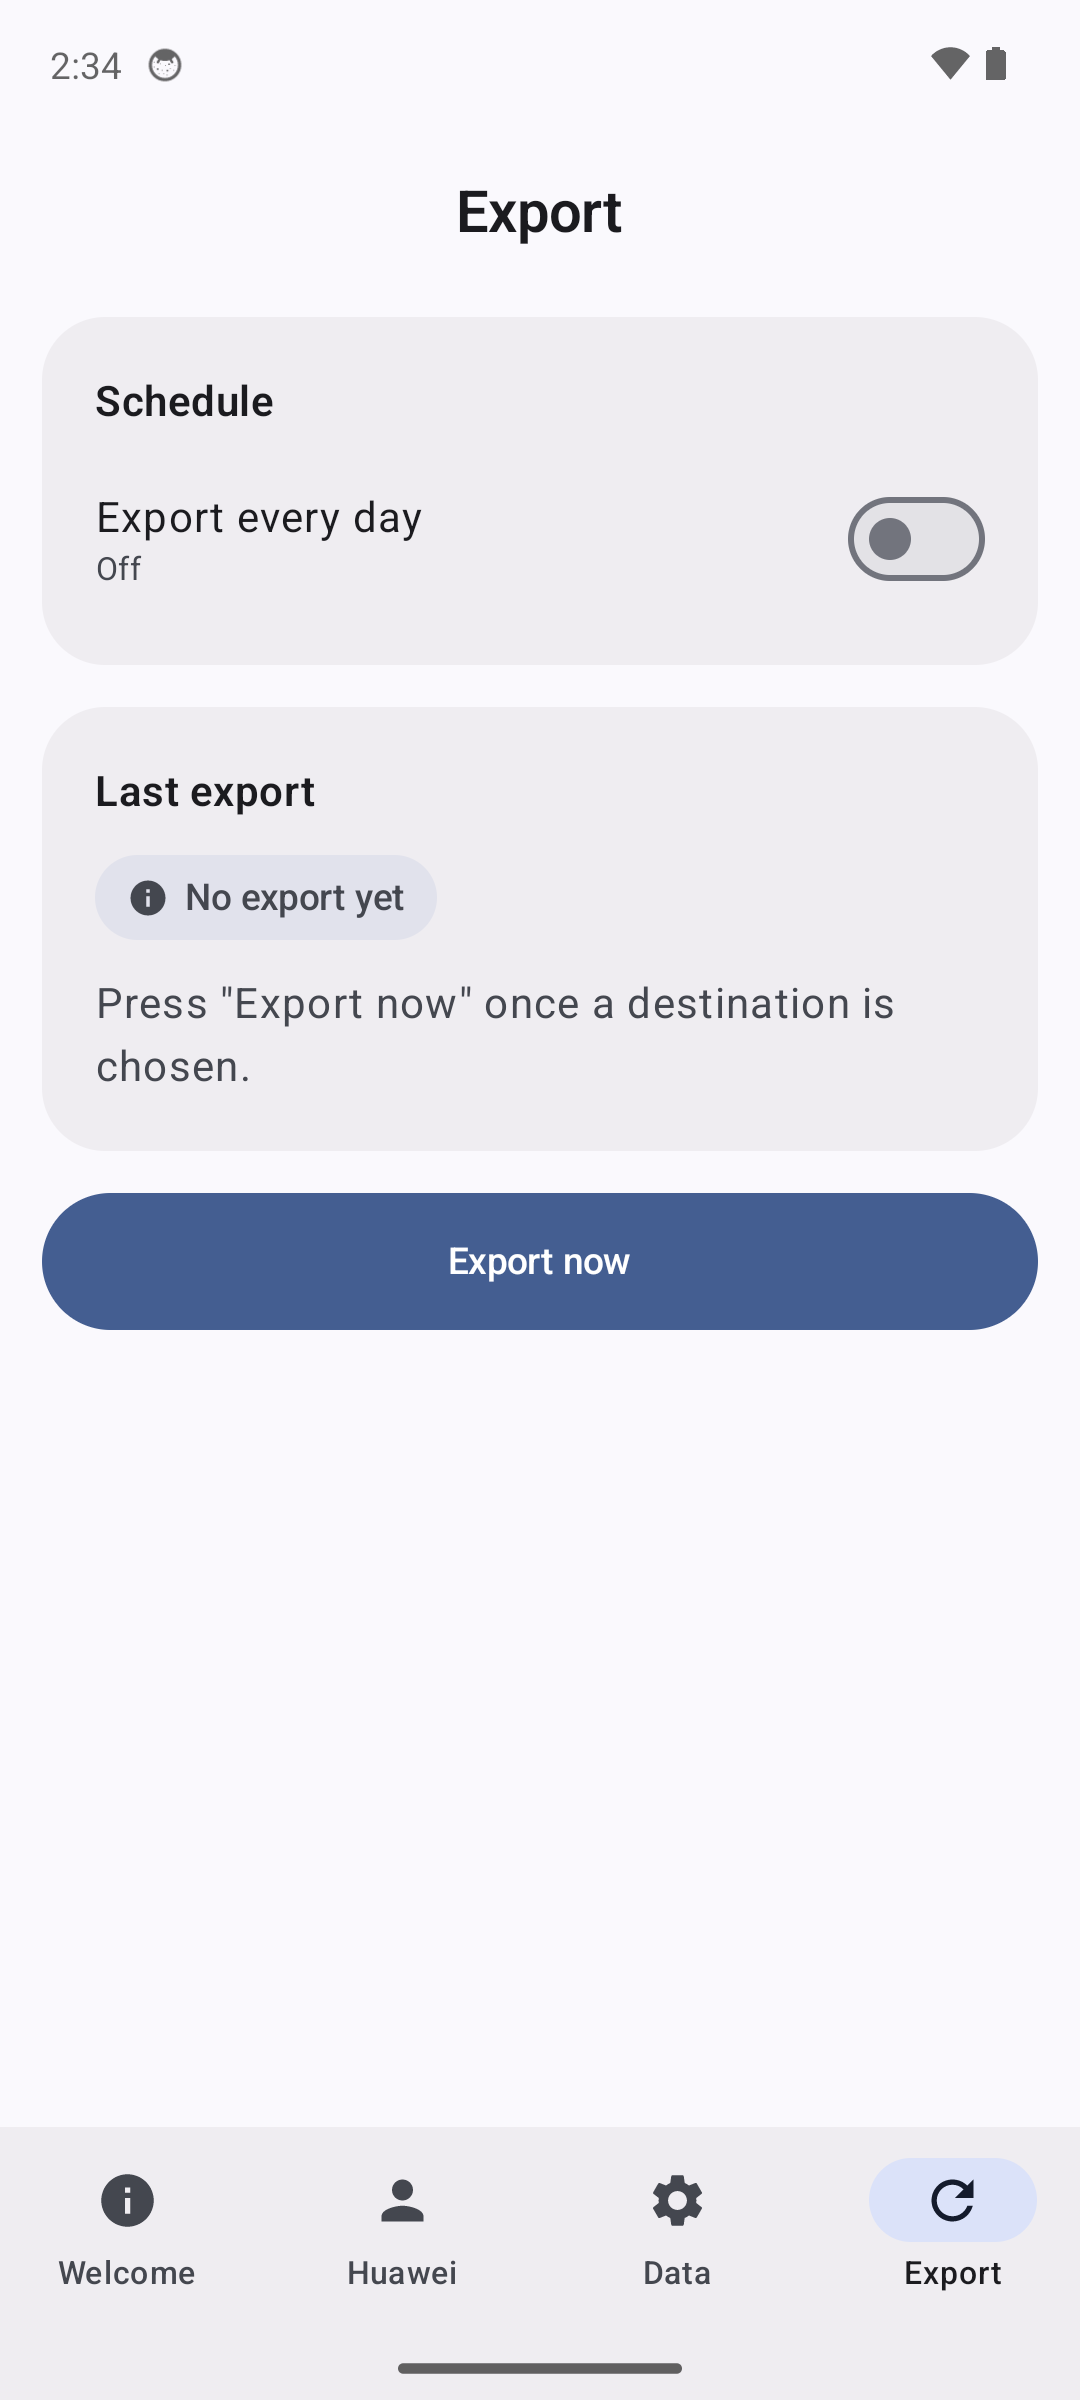 2:34
Export
Schedule
Export every day
Off
Last export
No export yet
Press "Export now" once a destination is
chosen.
Export now
Welcome
Huawei
Data
Export